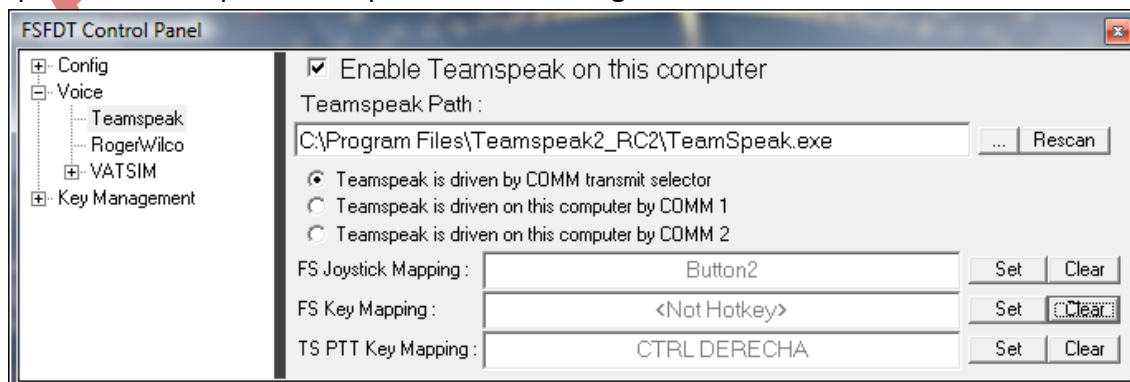 FSFDT Control Panel
Config
Voice
Teamspeak
RogerWilco
VATSIM
Key Management
Enable Teamspeak on this computer
Teamspeak Path :
C:\Program Files\Teamspeak2_RC2\TeamSpeak.exe ... Rescan
Teamspeak is driven by COMM transmit selector
Teamspeak is driven on this computer by COMM 1
Teamspeak is driven on this computer by COMM 2
FS Joystick Mapping : Button2 Set Clear
FS Key Mapping : <Not Hotkey> Set Clear
TS PTT Key Mapping : CTRL DERECHA Set Clear